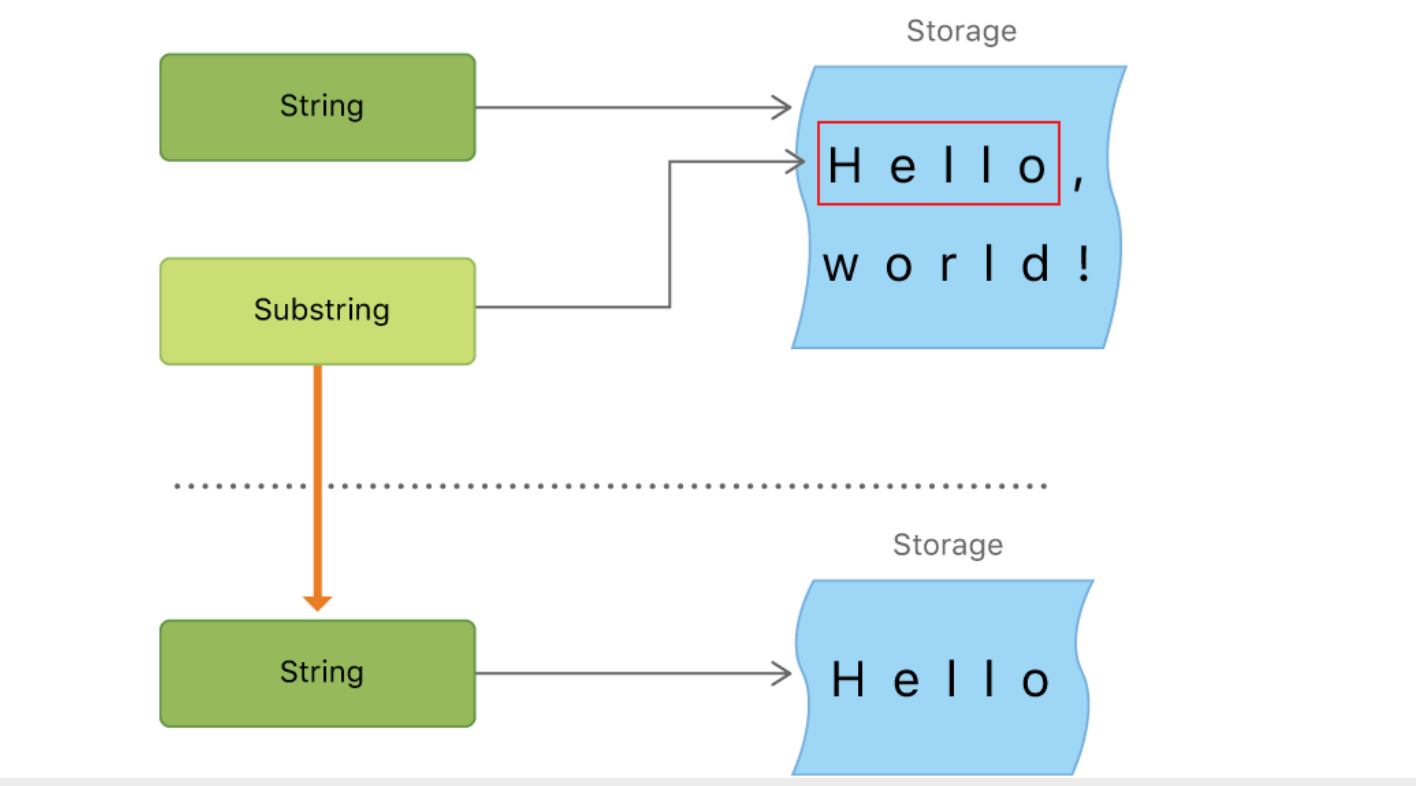 Storage
String
H e l l o ,
w o r l d !
Substring
Storage
String
H e l l o